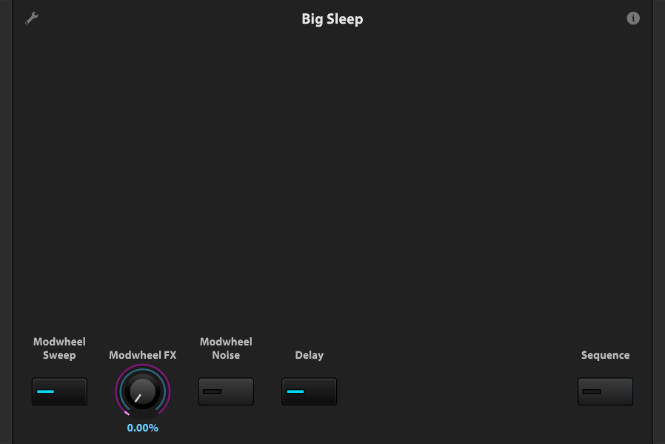 Big Sleep
i
Modwheel
Sweep
Modwheel FX
Modwheel
Noise
Delay
Sequence
0.00%